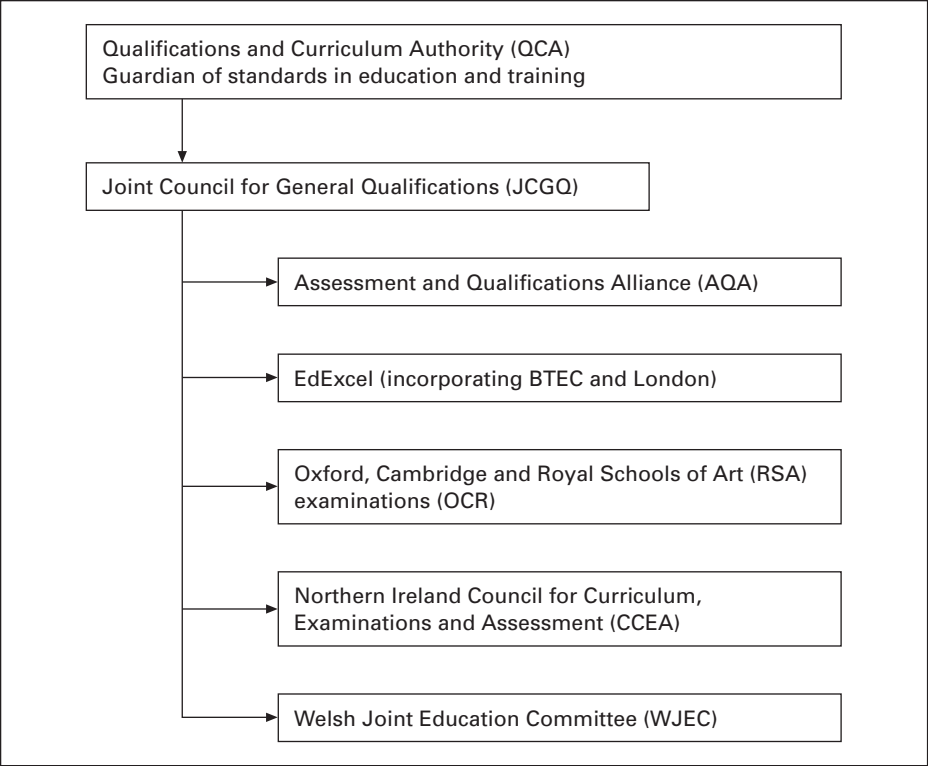 Qualifications and Curriculum Authority (QCA)
Guardian of standards in education and training
Joint Council for General Qualifications (JCGQ)
Assessment and Qualifications Alliance (AQA)
EdExcel (incorporating BTEC and London)
Oxford, Cambridge and Royal Schools of Art (RSA)
examinations (OCR)
Northern Ireland Council for Curriculum,
Examinations and Assessment (CCEA)
Welsh Joint Education Committee (WJEC)